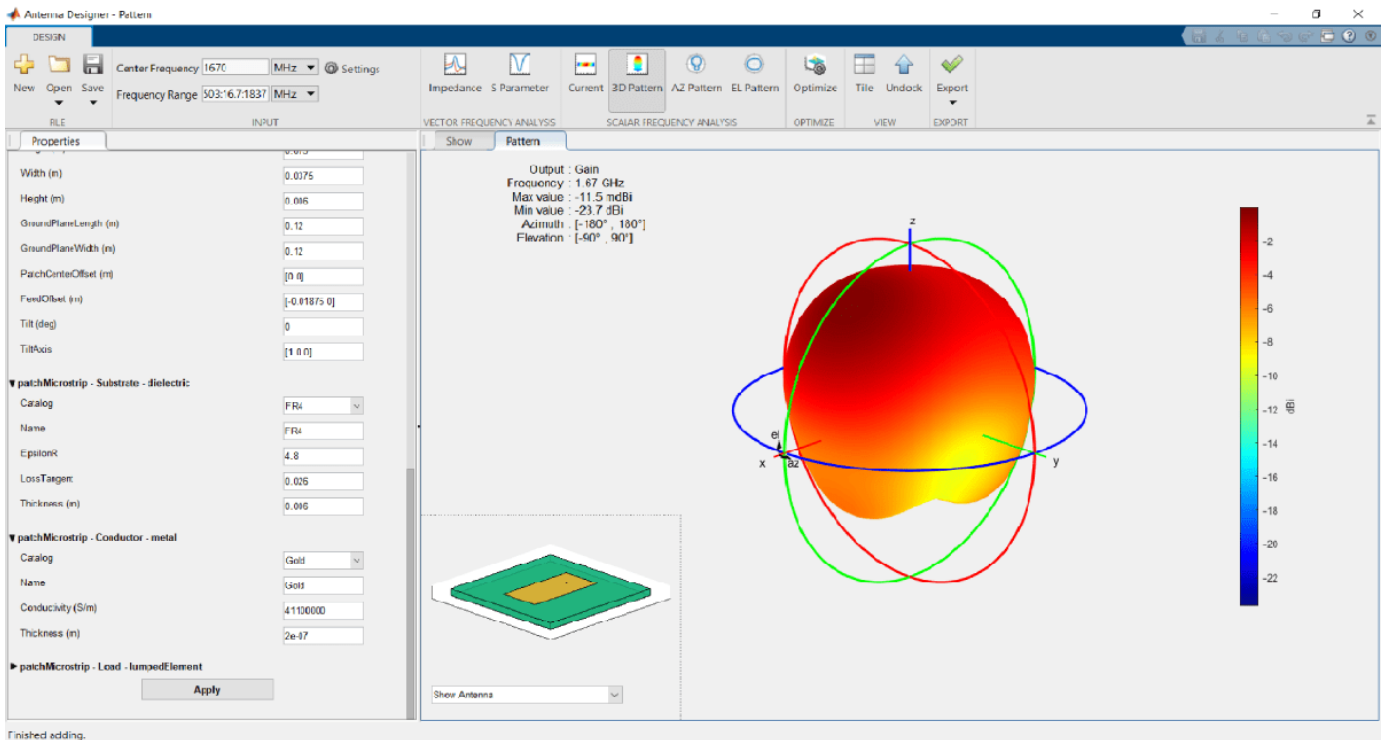 Antenna Designer - Pattern
DESIGN
New
Open
Save
FILE
Center Frequency 1670 MHz Settings
Frequency Range 503:16.7:1837 MHz
INPUT
Impedance S Parameter
VECTOR FREQUENCY ANALYSIS
Current 3D Pattern AZ Pattern EL Pattern
SCALAR FREQUENCY ANALYSIS
Optimize
OPTIMIZE
Tile Undock
VIEW
Export
EXPORT
Properties
Width (m) 0.0375
Height (m) 0.006
GroundPlaneLength (m) 0.12
GroundPlaneWidth (m) 0.12
PatchCenterOffset (m) [0 0]
FeedOffset (m) [-0.01875 0]
Tilt (deg) 0
TiltAxis [1 0 0]
patchMicrostrip - Substrate - dielectric
Catalog FR4
Name FR4
EpsilonR 4.8
LossTangent 0.026
Thickness (m) 0.006
patchMicrostrip - Conductor - metal
Catalog Gold
Name Gold
Conductivity (S/m) 41100000
Thickness (m) 2e-07
patchMicrostrip - Load - lumpedElement
Apply
Finished adding.
Show Pattern
Output : Gain
Frequency : 1.67 GHz
Max value : -11.5 mdBi
Min value : -23.7 dBi
Azimuth : [-180° , 180°]
Elevation : [-90° , 90°]
z
el
x
az
y
-2
-4
-6
-8
-10
-12
-14
-16
-18
-20
-22
dBi
Show Antenna